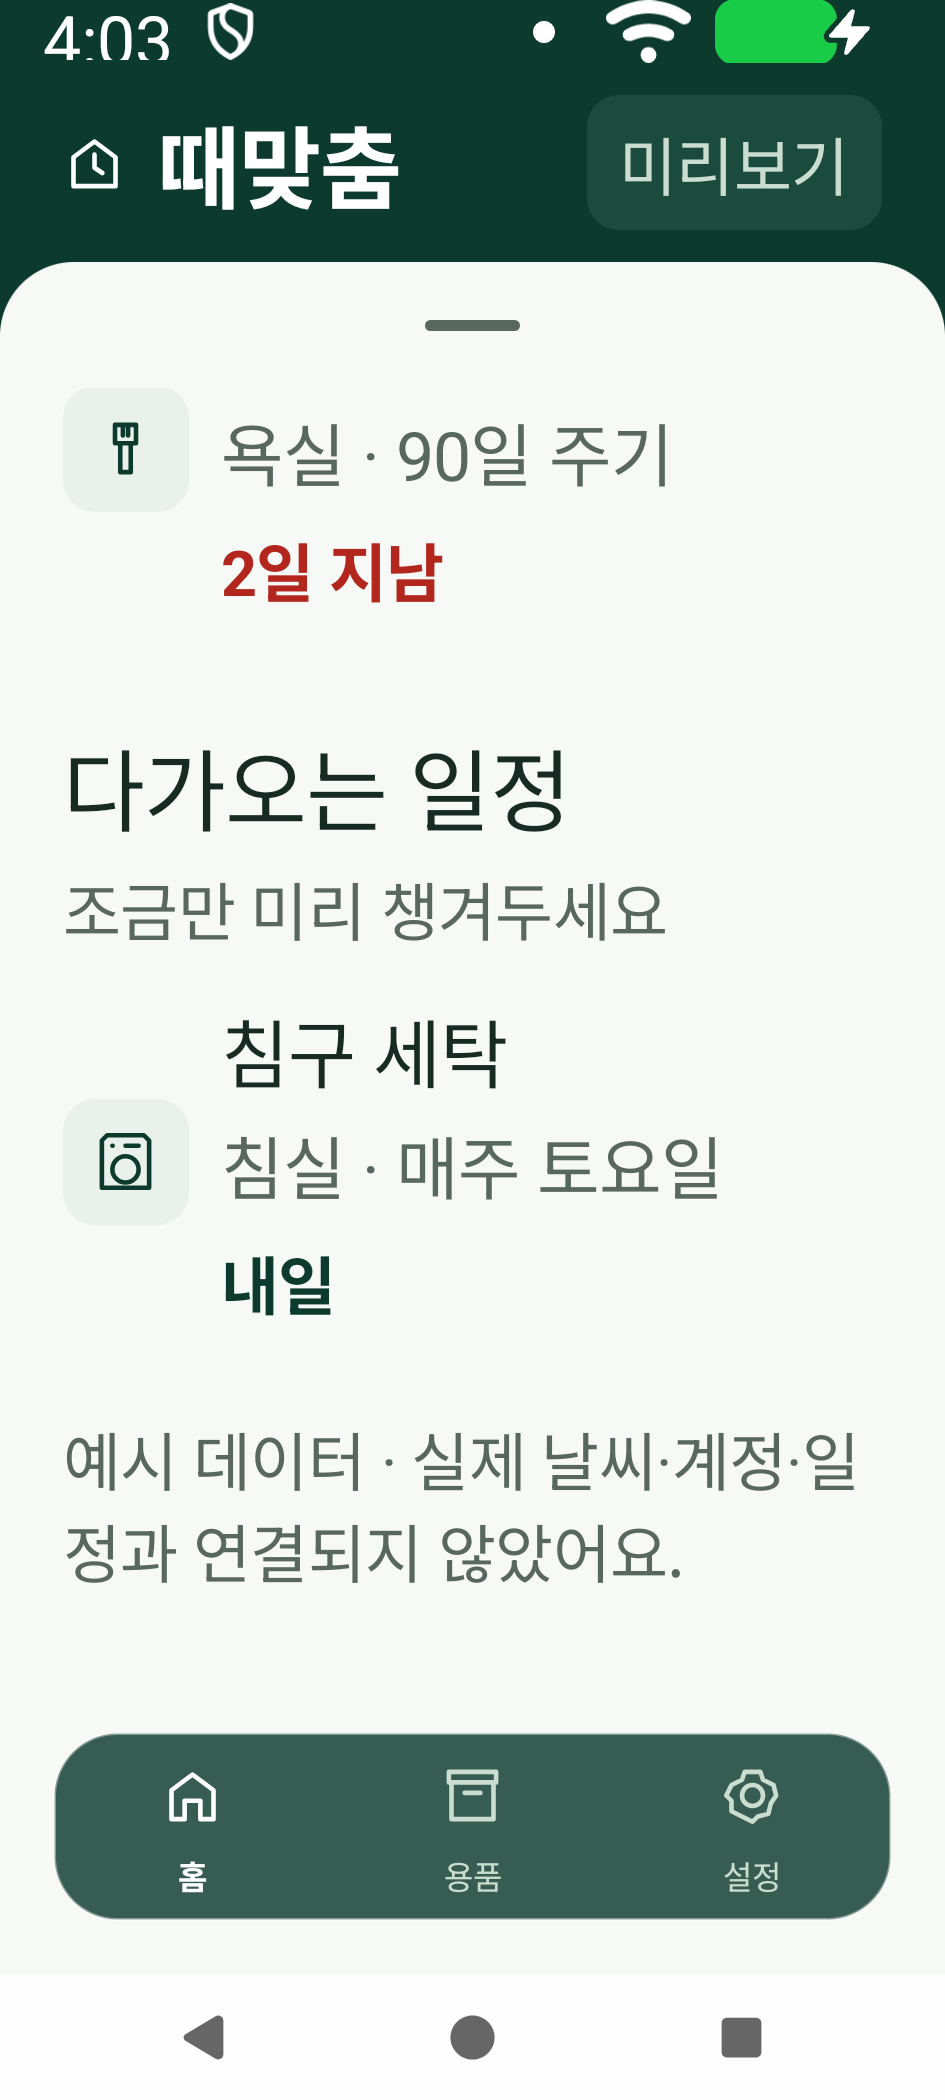 4:03
때맞춤
미리보기
욕실 · 90일 주기
2일 지남
다가오는 일정
조금만 미리 챙겨두세요
침구 세탁
침실 · 매주 토요일
내일
예시 데이터 · 실제 날씨·계정·일
정과 연결되지 않았어요.
홈
용품
설정